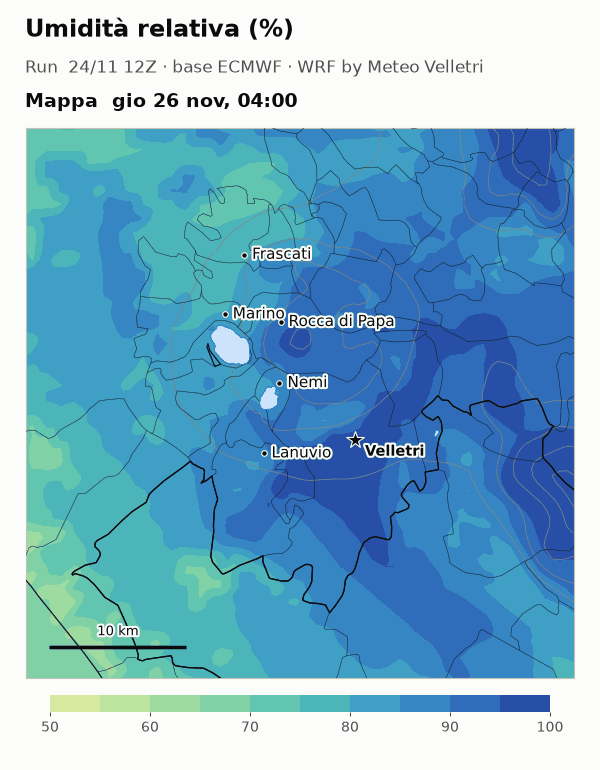 Umidità relativa (%)
Run  24/11 12Z · base ECMWF · WRF by Meteo Velletri
Mappa  gio 26 nov, 04:00
Frascati
Marino
Rocca di Papa
Nemi
Velletri
Lanuvio
10 km
50 60 70 80 90 100